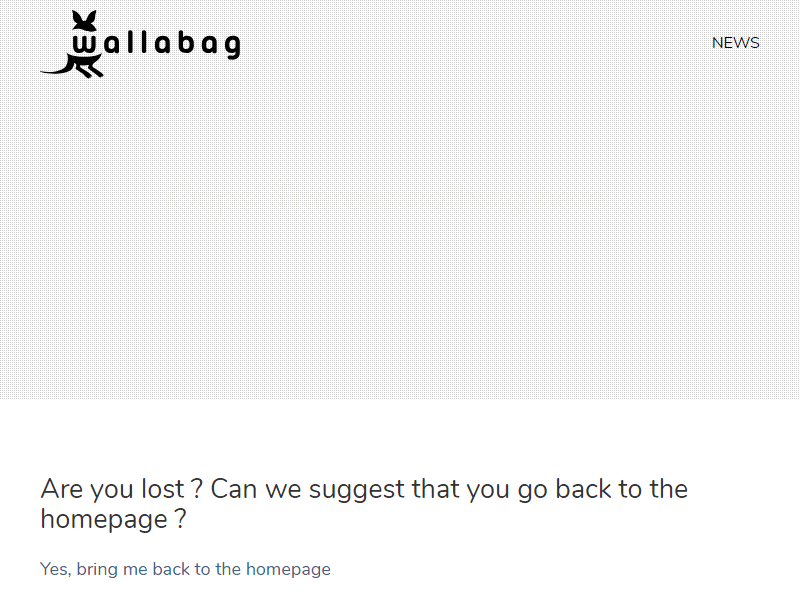 wallabag
NEWS
Are you lost ? Can we suggest that you go back to the
homepage ?
Yes, bring me back to the homepage